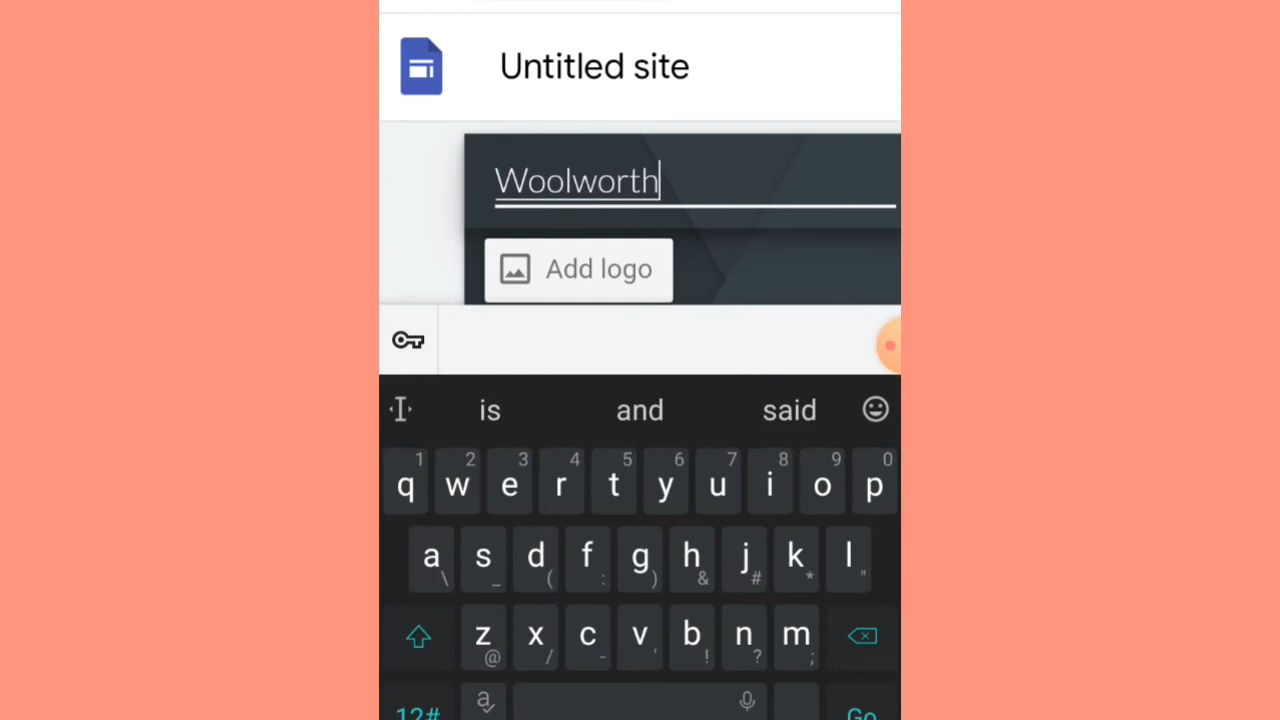 Untitled site
Woolworth
Add logo
is and said
1 2 3 4 5 6 7 8 9 0
q w e r t y u i o p
a s d f g h j k l
\ _ ( : ) & # * "
z x c v b n m
@ / - ' ! ? ;
a
12# Go